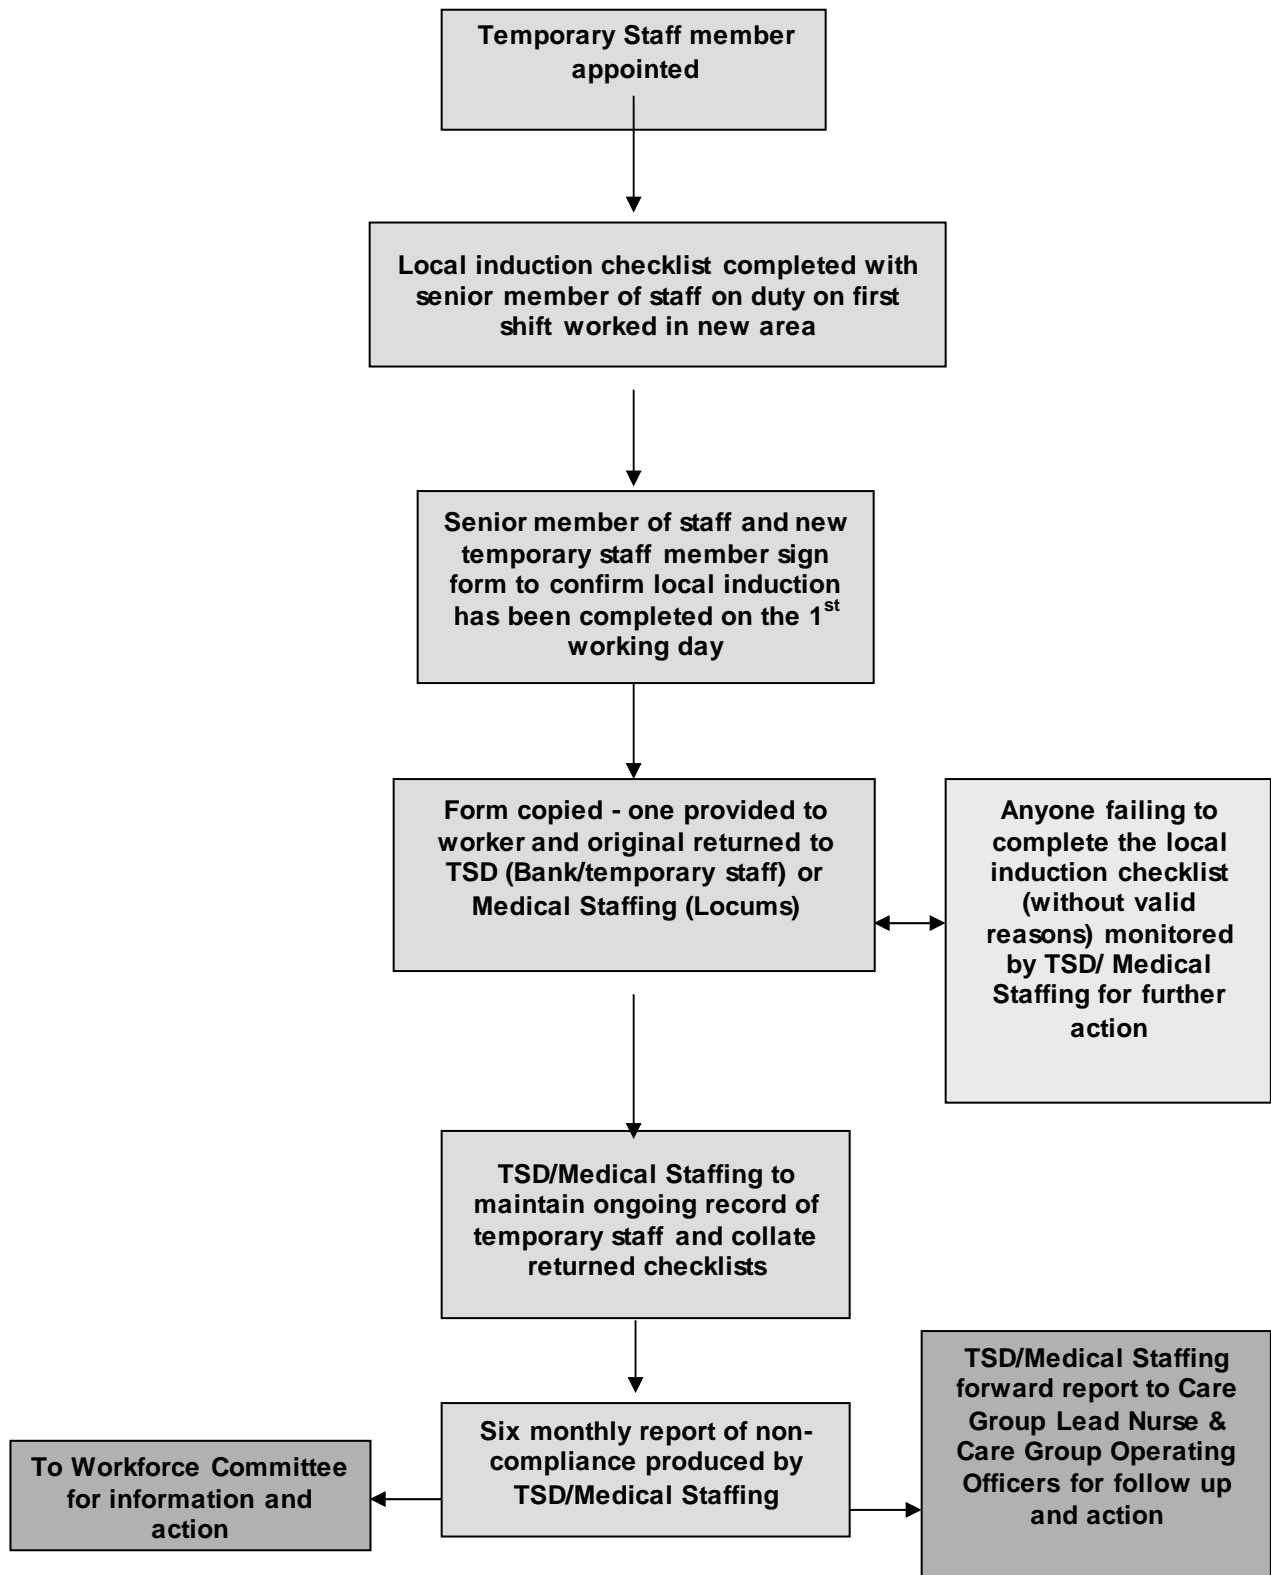 Temporary Staff member
appointed
Local induction checklist completed with
senior member of staff on duty on first
shift worked in new area
Senior member of staff and new
temporary staff member sign
form to confirm local induction
has been completed on the 1st
working day
Form copied - one provided to
worker and original returned to
TSD (Bank/temporary staff) or
Medical Staffing (Locums)
Anyone failing to
complete the local
induction checklist
(without valid
reasons) monitored
by TSD/ Medical
Staffing for further
action
TSD/Medical Staffing to
maintain ongoing record of
temporary staff and collate
returned checklists
Six monthly report of non-
compliance produced by
TSD/Medical Staffing
To Workforce Committee
for information and
action
TSD/Medical Staffing
forward report to Care
Group Lead Nurse &
Care Group Operating
Officers for follow up
and action